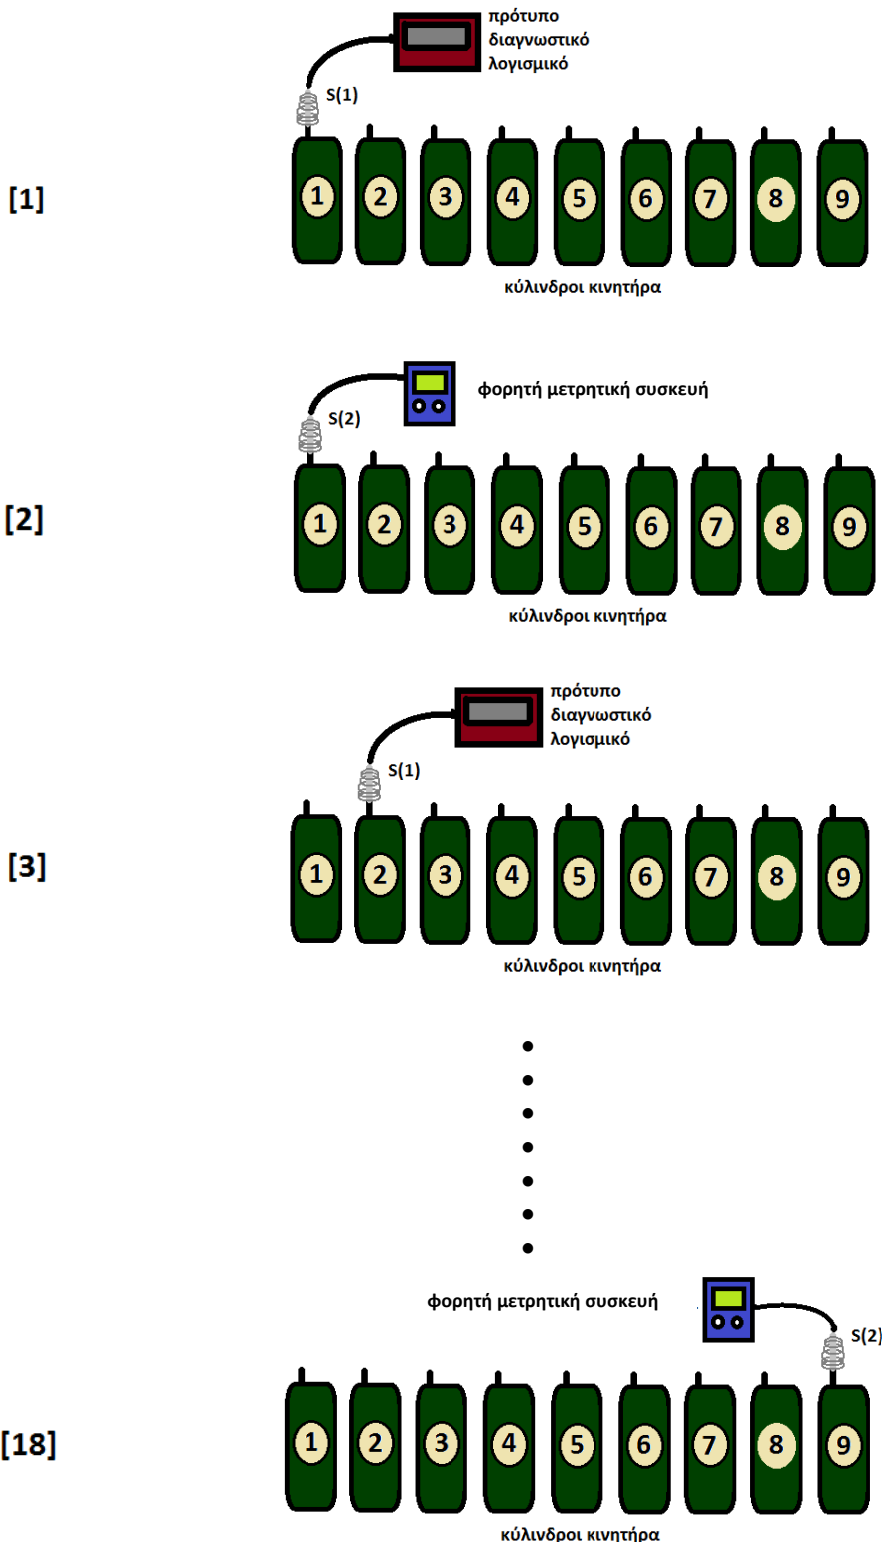 πρότυπο
διαγνωστικό
λογισμικό
S(1)
[1]
1 2 3 4 5 6 7 8 9
κύλινδροι κινητήρα
φορητή μετρητική συσκευή
S(2)
[2]
1 2 3 4 5 6 7 8 9
κύλινδροι κινητήρα
πρότυπο
διαγνωστικό
λογισμικό
S(1)
[3]
1 2 3 4 5 6 7 8 9
κύλινδροι κινητήρα
φορητή μετρητική συσκευή
S(2)
[18]
1 2 3 4 5 6 7 8 9
κύλινδροι κινητήρα